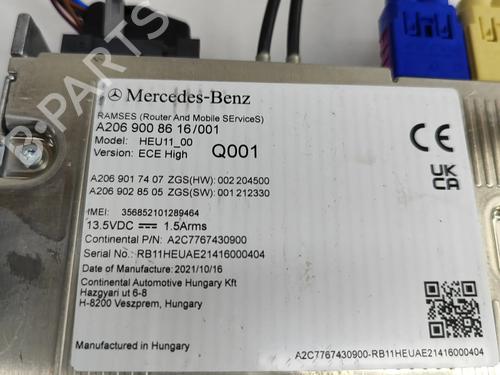 Mercedes-Benz
RAMSES (Router And Mobile SErviceS)
A206 900 86 16/001
Model: HEU11_00
Version: ECE High Q001
A206 901 74 07 ZGS(HW): 002 204500
A206 902 85 05 ZGS(SW): 001 212330
IMEI: 356852101289464
13.5VDC ⎓ 1.5Arms
Continental P/N: A2C7767430900
Serial No.: RB11HEUAE21416000404
Date of Manufacture: 2021/10/16
Continental Automotive Hungary Kft
Hazgyari ut 6-8
H-8200 Veszprem, Hungary
Manufactured in Hungary
CE
UK
CA
A2C7767430900-RB11HEUAE21416000404
B-PARTS